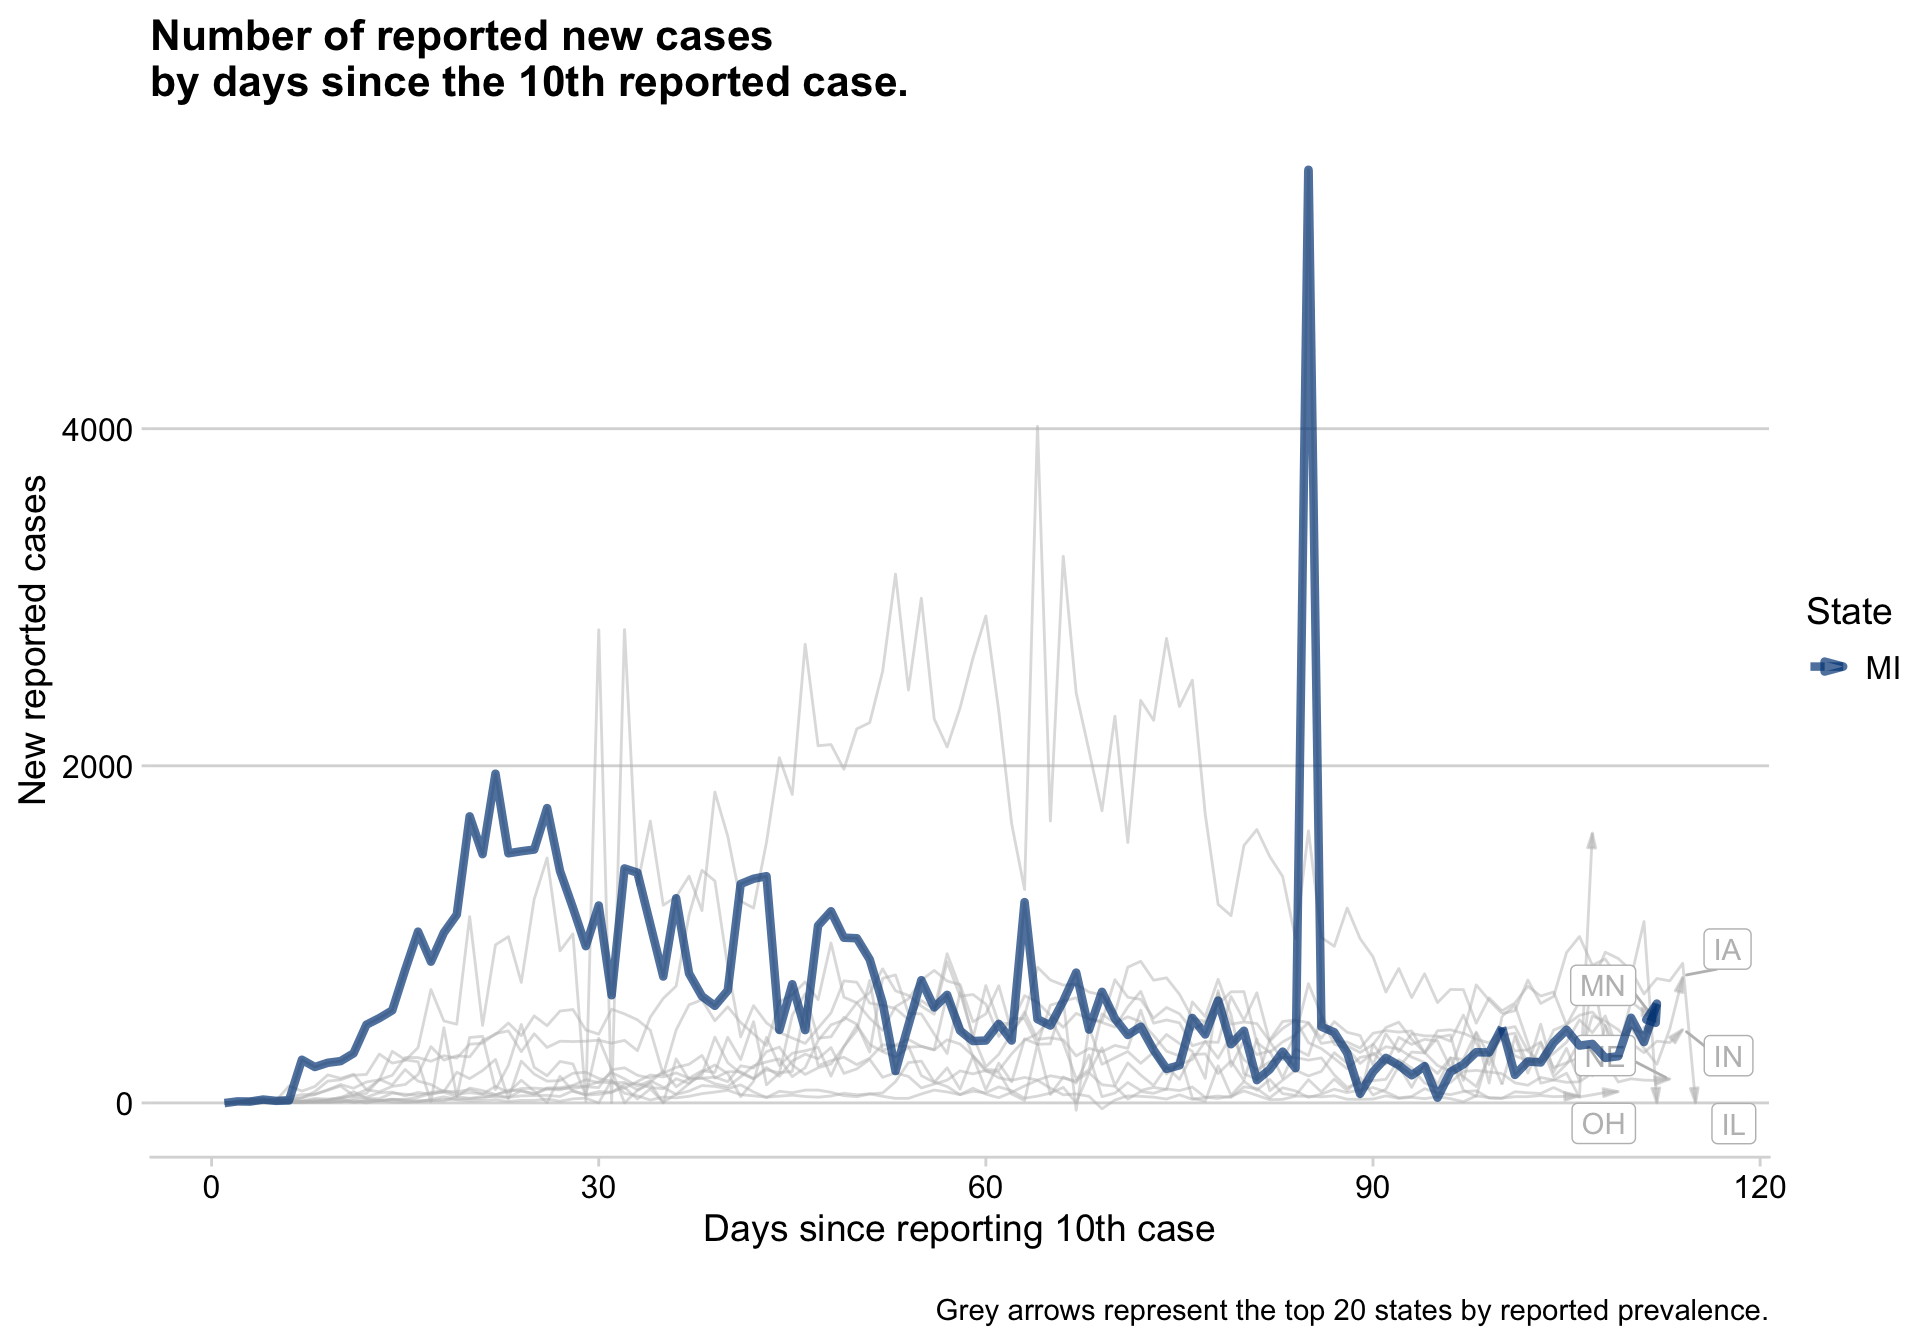 Number of reported new cases
by days since the 10th reported case.
New reported cases
4000
2000
0
0
30
60
90
120
Days since reporting 10th case
State
MI
IA
MN
IN
NE
OH
IL
Grey arrows represent the top 20 states by reported prevalence.